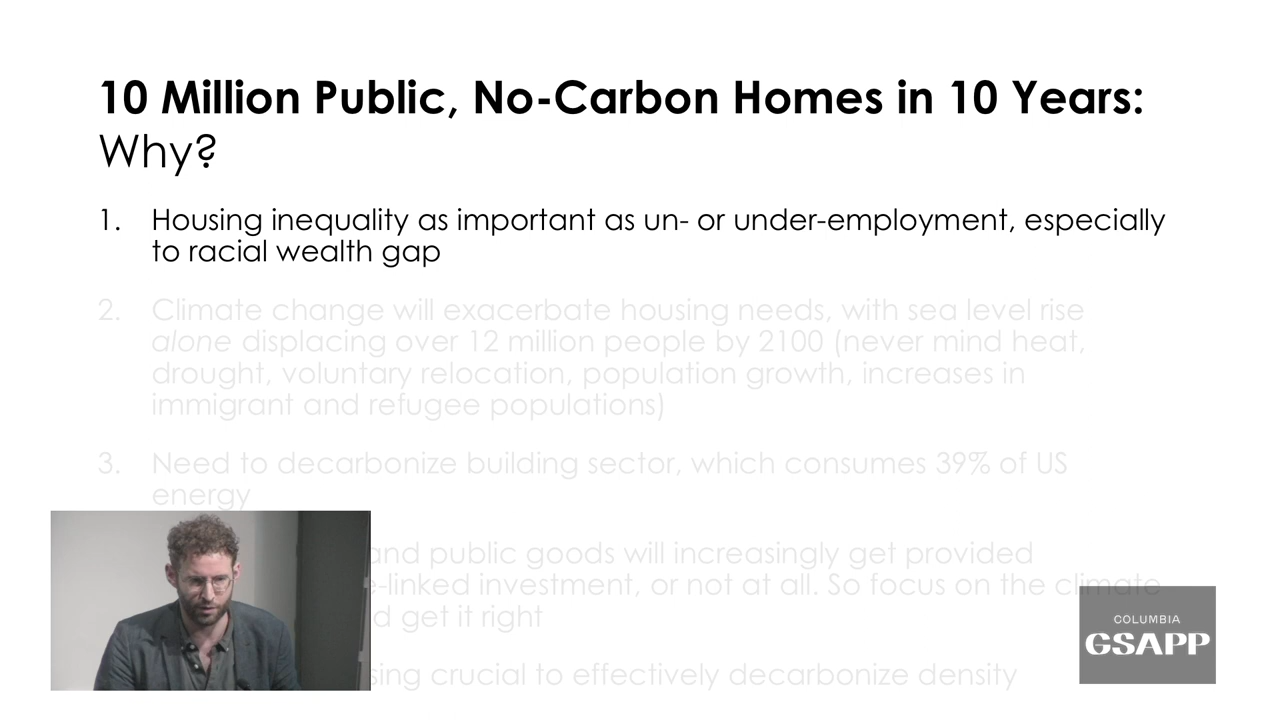 10 Million Public, No-Carbon Homes in 10 Years:
Why?
1. Housing inequality as important as un- or under-employment, especially
to racial wealth gap
2. Climate change will exacerbate housing needs, with sea level rise
alone displacing over 12 million people by 2100 (never mind heat,
drought, voluntary relocation, population growth, increases in
immigrant and refugee populations)
3. Need to decarbonize building sector, which consumes 39% of US
energy
and public goods will increasingly get provided
-linked investment, or not at all. So focus on the climate
get it right
crucial to effectively decarbonize density
COLUMBIA
GSAPP